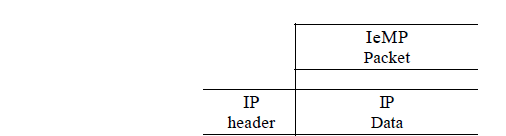 IeMP
Packet
IP
header
IP
Data